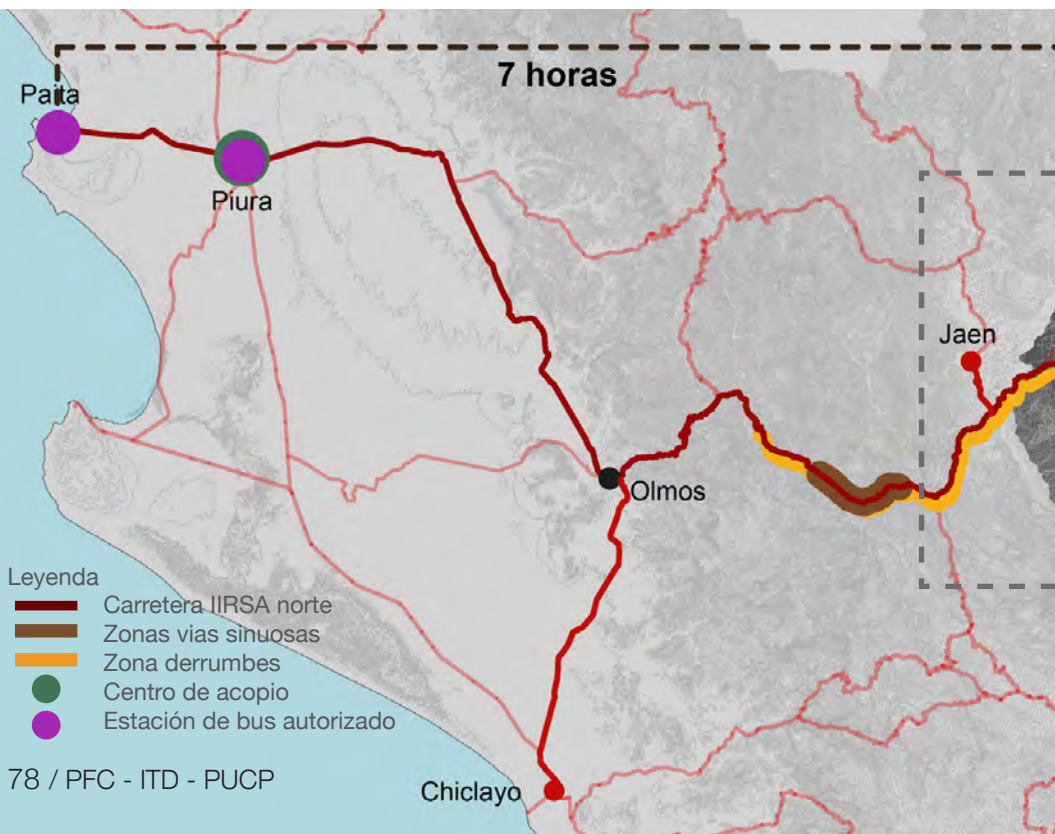 7 horas
Paita
Piura
Jaen
Olmos
Leyenda
Carretera IIRSA norte
Zonas vias sinuosas
Zona derrumbes
Centro de acopio
Estación de bus autorizado
78 / PFC - ITD - PUCP
Chiclayo